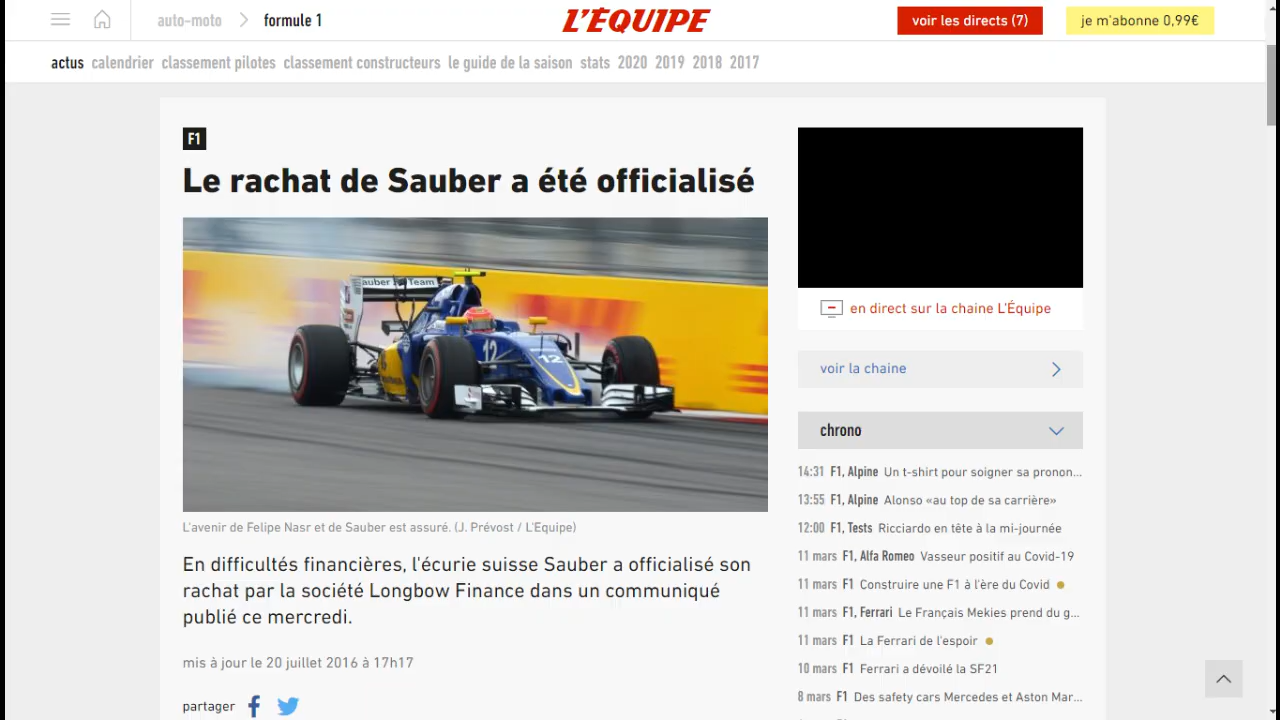 auto-moto
formule 1
L'ÉQUIPE
voir les directs (7)
je m'abonne 0,99€
actus calendrier classement pilotes classement constructeurs le guide de la saison stats 2020 2019 2018 2017
F1
Le rachat de Sauber a été officialisé
auber F1 Team
12
12
L'avenir de Felipe Nasr et de Sauber est assuré. (J. Prévost / L'Equipe)
En difficultés financières, l'écurie suisse Sauber a officialisé son
rachat par la société Longbow Finance dans un communiqué
publié ce mercredi.
mis à jour le 20 juillet 2016 à 17h17
partager
en direct sur la chaine L'Équipe
voir la chaine
chrono
14:31 F1, Alpine Un t-shirt pour soigner sa pronon...
13:55 F1, Alpine Alonso «au top de sa carrière»
12:00 F1, Tests Ricciardo en tête à la mi-journée
11 mars F1, Alfa Romeo Vasseur positif au Covid-19
11 mars F1 Construire une F1 à l'ère du Covid
11 mars F1, Ferrari Le Français Mekies prend du g...
11 mars F1 La Ferrari de l'espoir
10 mars F1 Ferrari a dévoilé la SF21
8 mars F1 Des safety cars Mercedes et Aston Mar...